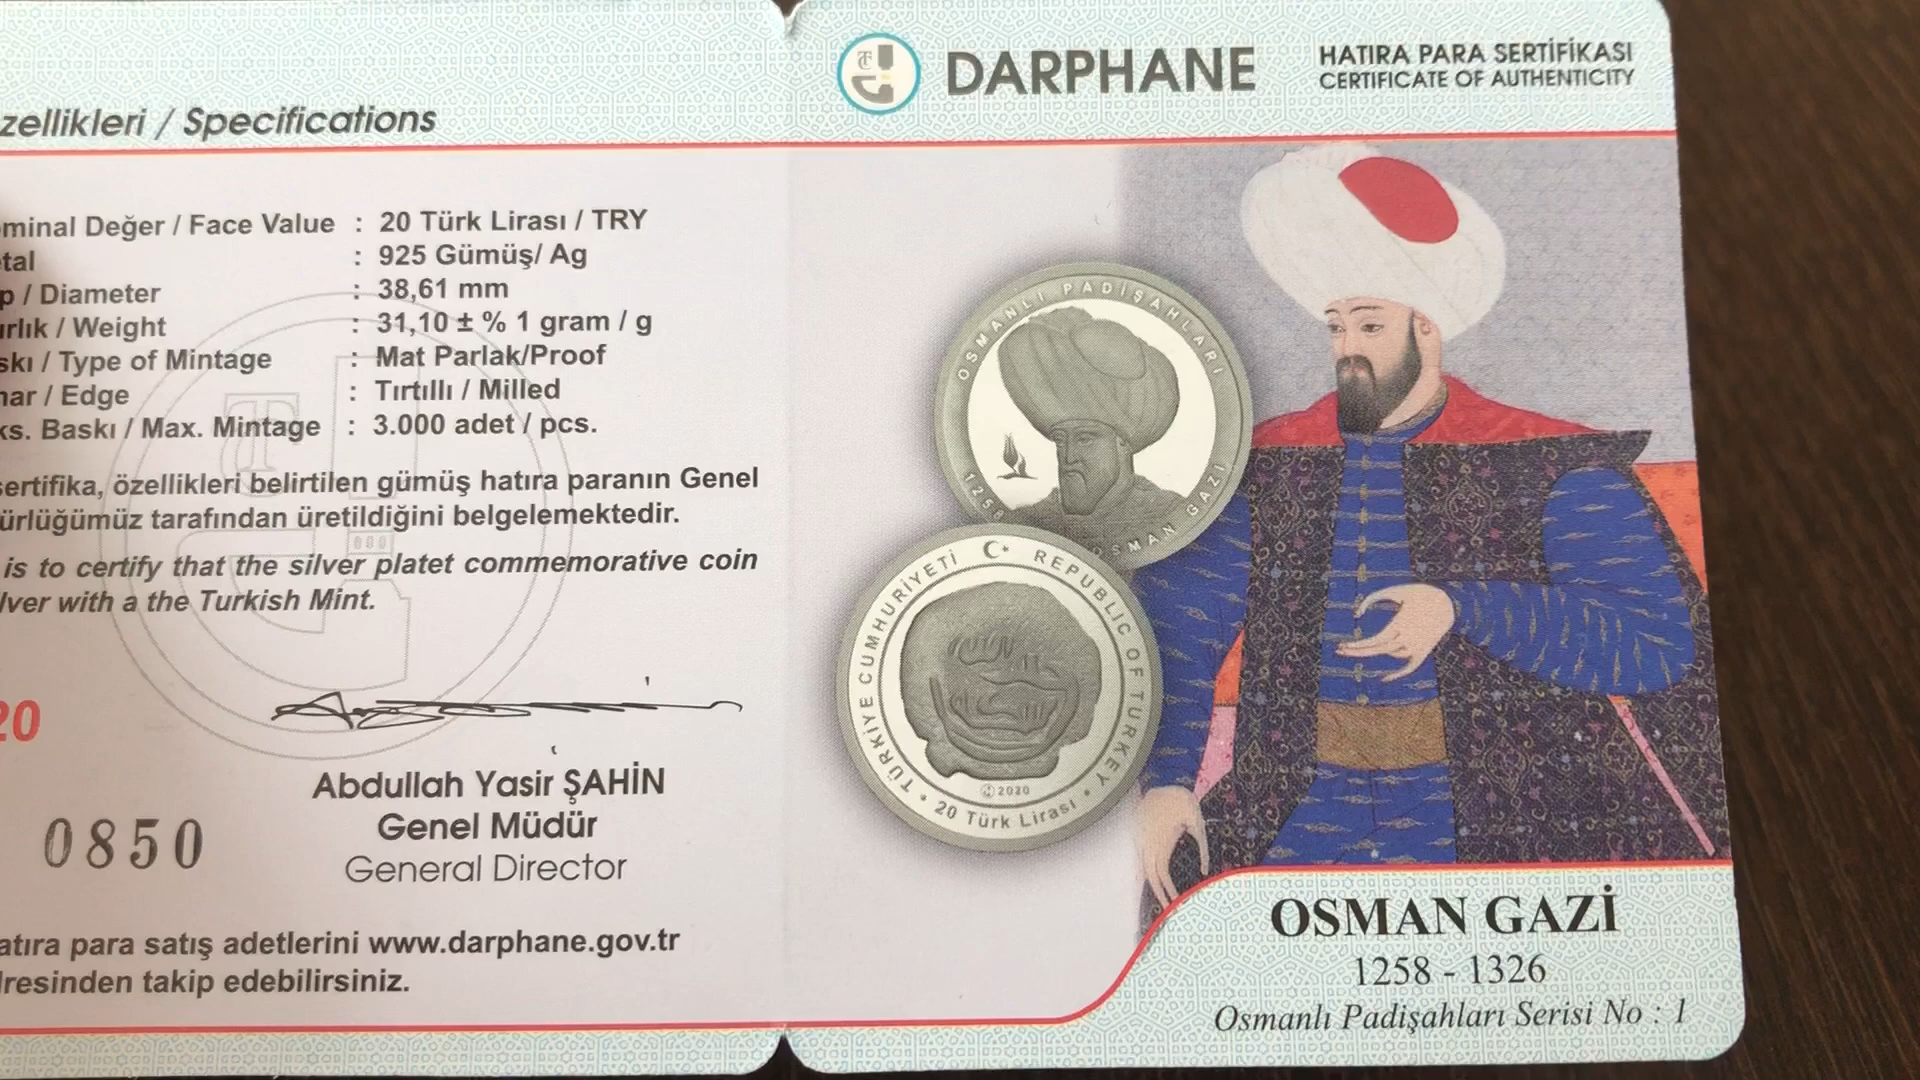 zellikleri / Specifications
minal Değer / Face Value : 20 Türk Lirası / TRY
tal : 925 Gümüş/ Ag
p / Diameter : 38,61 mm
rlık / Weight : 31,10 ± % 1 gram / g
skı / Type of Mintage : Mat Parlak/Proof
nar / Edge : Tırtıllı / Milled
ks. Baskı / Max. Mintage : 3.000 adet / pcs.
sertifika, özellikleri belirtilen gümüş hatıra paranın Genel
ürlüğümüz tarafından üretildiğini belgelemektedir.
is to certify that the silver platet commemorative coin
lver with a the Turkish Mint.
20
0850
Abdullah Yasir ŞAHİN
Genel Müdür
General Director
atıra para satış adetlerini www.darphane.gov.tr
resinden takip edebilirsiniz.
DARPHANE
HATIRA PARA SERTİFİKASI
CERTIFICATE OF AUTHENTICITY
OSMANLI PADİŞAHLARI
1258
OSMAN GAZİ
TÜRKİYE CUMHURİYETİ
REPUBLIC OF TURKEY
2020
20 Türk Lirası
OSMAN GAZİ
1258 - 1326
Osmanlı Padişahları Serisi No : 1